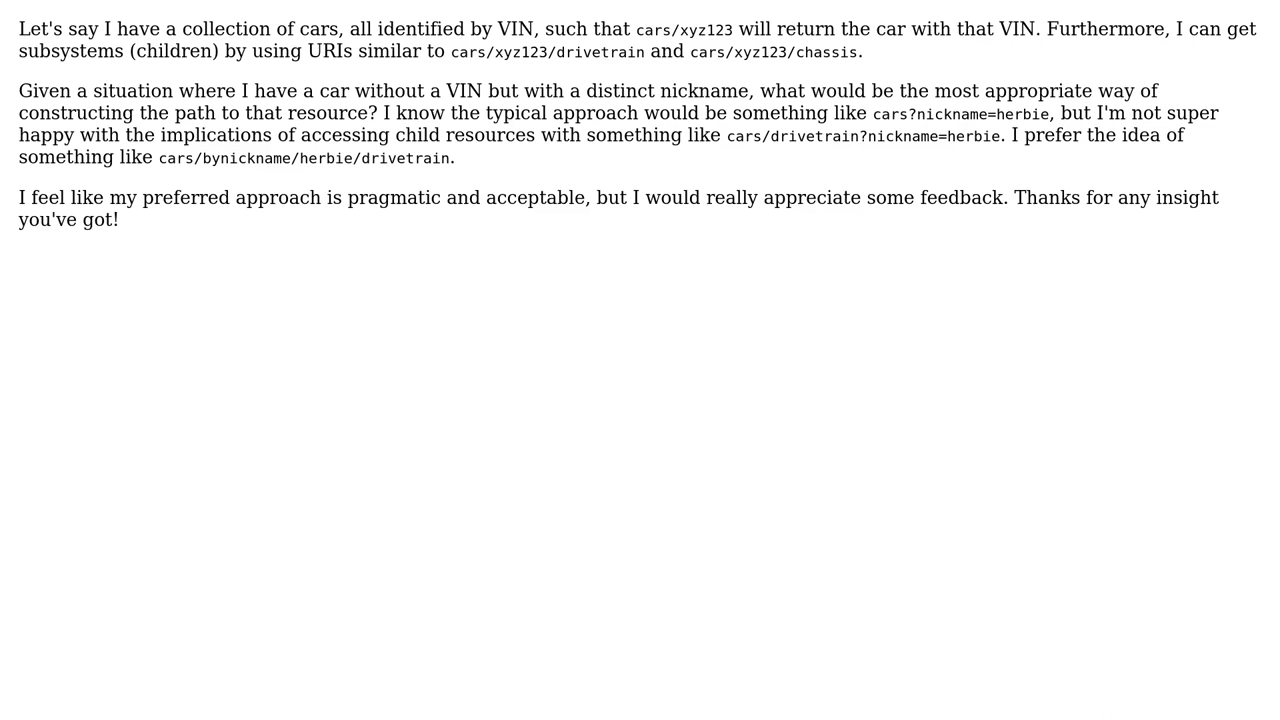 Let's say I have a collection of cars, all identified by VIN, such that cars/xyz123 will return the car with that VIN. Furthermore, I can get
subsystems (children) by using URIs similar to cars/xyz123/drivetrain and cars/xyz123/chassis.
Given a situation where I have a car without a VIN but with a distinct nickname, what would be the most appropriate way of
constructing the path to that resource? I know the typical approach would be something like cars?nickname=herbie, but I'm not super
happy with the implications of accessing child resources with something like cars/drivetrain?nickname=herbie. I prefer the idea of
something like cars/bynickname/herbie/drivetrain.
I feel like my preferred approach is pragmatic and acceptable, but I would really appreciate some feedback. Thanks for any insight
you've got!